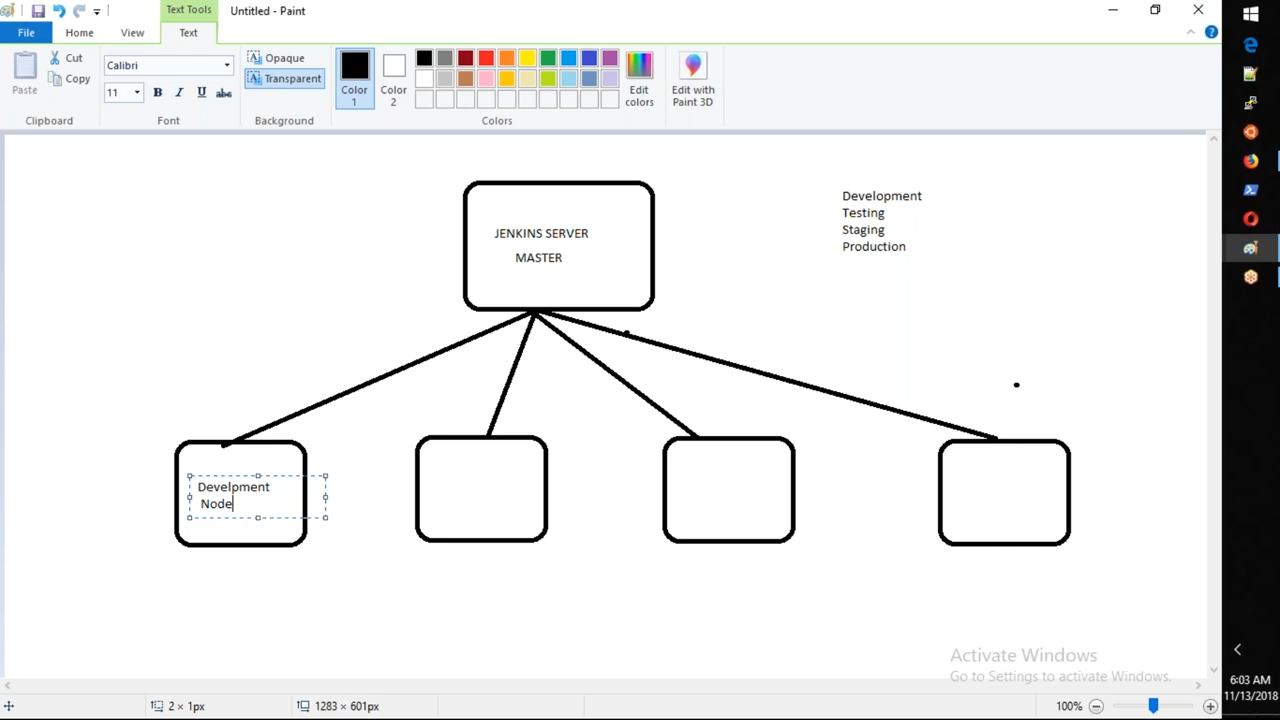 Text Tools
Untitled - Paint
File
Home
View
Text
Paste
Cut
Copy
Clipboard
Calibri
11
B I U abc
Font
Opaque
Transparent
Background
Color 1
Color 2
Edit colors
Colors
Edit with Paint 3D
JENKINS SERVER
MASTER
Development
Testing
Staging
Production
Develpment
Node
Activate Windows
Go to Settings to activate Windows.
2 × 1px
1283 × 601px
100%
6:03 AM
11/13/2018